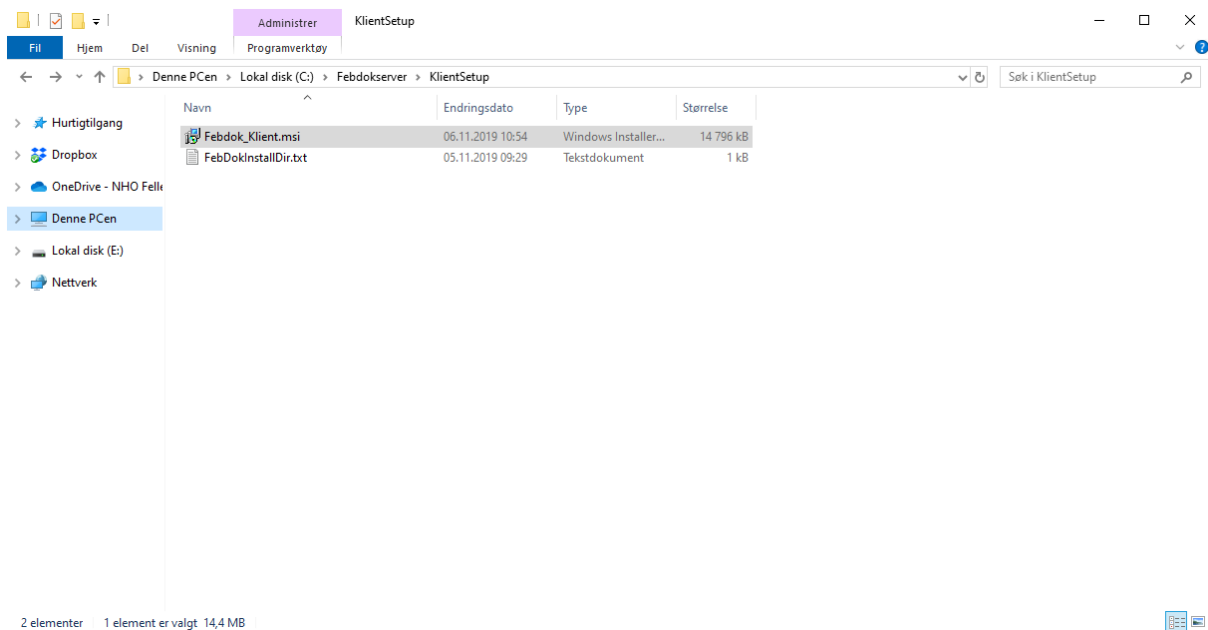 Administrer KlientSetup
Fil Hjem Del Visning Programverktøy
Denne PCen Lokal disk (C:) Febdokserver KlientSetup Søk i KlientSetup
Navn Endringsdato Type Størrelse
Hurtigtilgang
Febdok_Klient.msi 06.11.2019 10:54 Windows Installer... 14 796 kB
Dropbox
FebDokInstallDir.txt 05.11.2019 09:29 Tekstdokument 1 kB
OneDrive - NHO Felle
Denne PCen
Lokal disk (E:)
Nettverk
2 elementer 1 element er valgt 14,4 MB